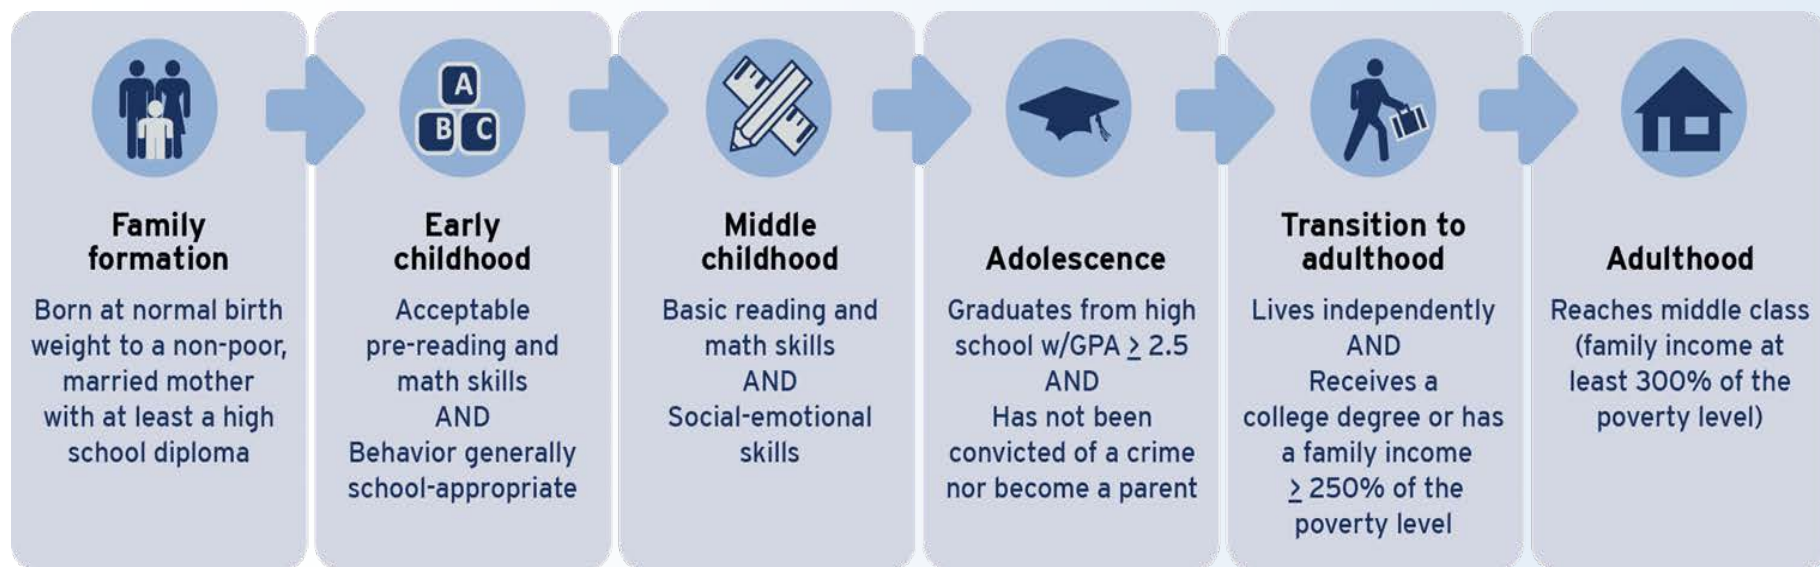 A
B C
Family
formation
Born at normal birth
weight to a non-poor,
married mother
with at least a high
school diploma
Early
childhood
Acceptable
pre-reading and
math skills
AND
Behavior generally
school-appropriate
Middle
childhood
Basic reading and
math skills
AND
Social-emotional
skills
Adolescence
Graduates from high
school w/GPA ≥ 2.5
AND
Has not been
convicted of a crime
nor become a parent
Transition to
adulthood
Lives independently
AND
Receives a
college degree or has
a family income
≥ 250% of the
poverty level
Adulthood
Reaches middle class
(family income at
least 300% of the
poverty level)